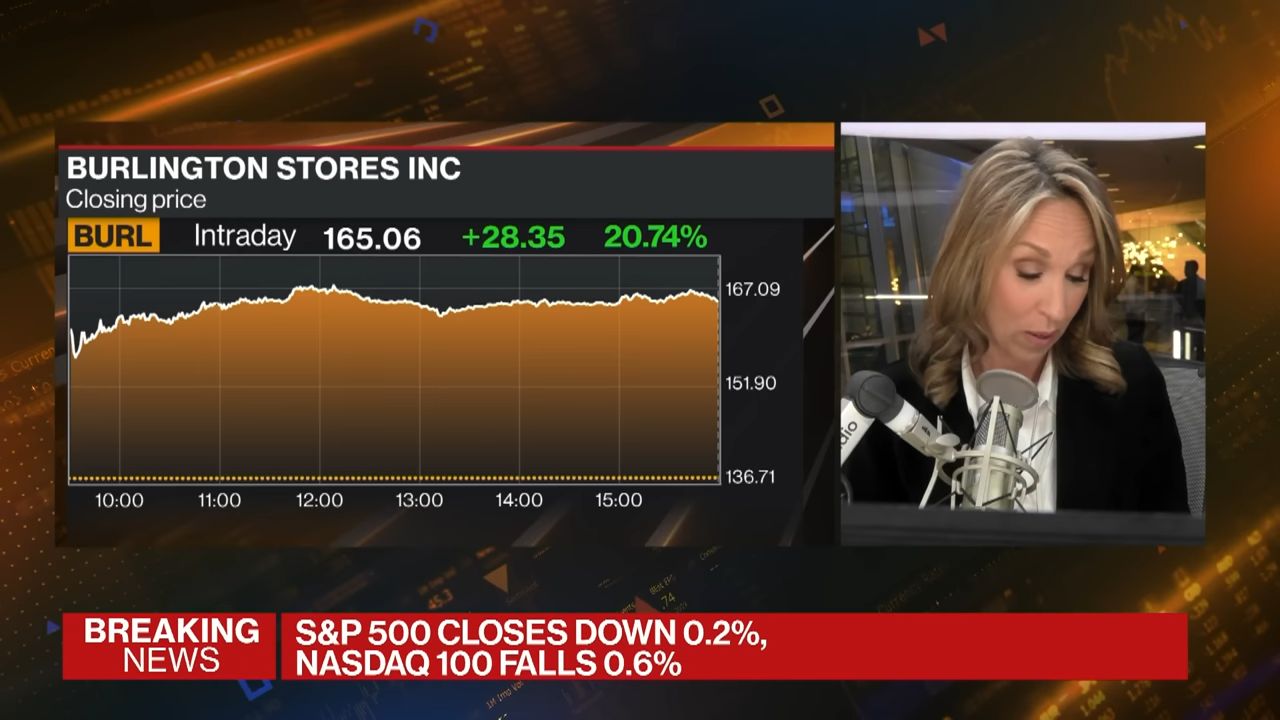 BURLINGTON STORES INC
Closing price
BURL Intraday 165.06 +28.35 20.74%
167.09
151.90
136.71
10:00 11:00 12:00 13:00 14:00 15:00
dio
BREAKING NEWS
S&P 500 CLOSES DOWN 0.2%,
NASDAQ 100 FALLS 0.6%